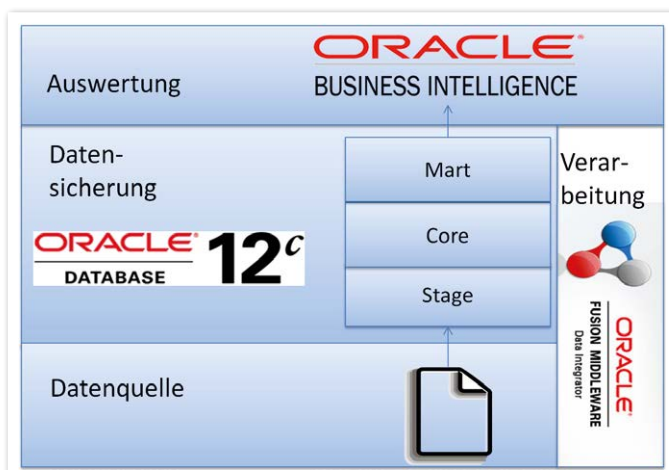 Auswertung
ORACLE®
BUSINESS INTELLIGENCE
Daten-
sicherung
ORACLE®
DATABASE
12c
Mart
Core
Stage
Verar-
beitung
ORACLE®
FUSION MIDDLEWARE
Data Integrator
Datenquelle